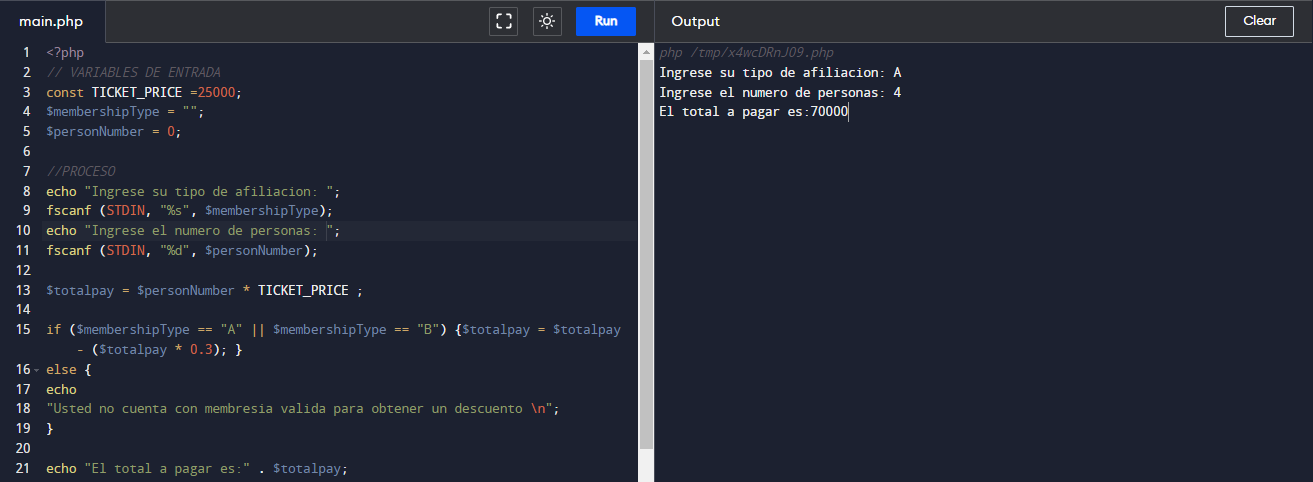 main.php
Run
Output
Clear
1 <?php
2 // VARIABLES DE ENTRADA
3 const TICKET_PRICE =25000;
4 $membershipType = "";
5 $personNumber = 0;
6
7 //PROCESO
8 echo "Ingrese su tipo de afiliacion: ";
9 fscanf (STDIN, "%s", $membershipType);
10 echo "Ingrese el numero de personas: ";
11 fscanf (STDIN, "%d", $personNumber);
12
13 $totalpay = $personNumber * TICKET_PRICE ;
14
15 if ($membershipType == "A" || $membershipType == "B") {$totalpay = $totalpay
- ($totalpay * 0.3); }
16 else {
17 echo
18 "Usted no cuenta con membresia valida para obtener un descuento \n";
19 }
20
21 echo "El total a pagar es:" . $totalpay;
php /tmp/x4wcDRnJO9.php
Ingrese su tipo de afiliacion: A
Ingrese el numero de personas: 4
El total a pagar es:70000